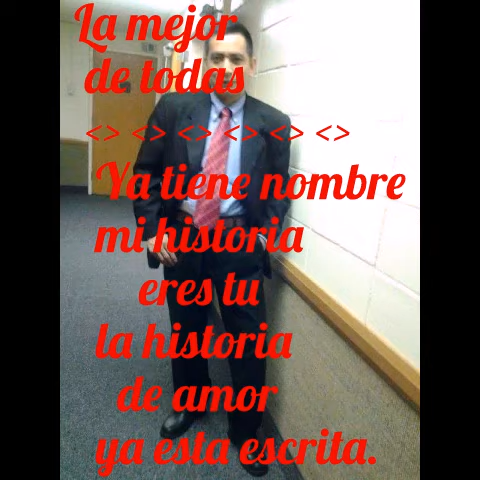 La mejor
de todas
<> <> <> <> <> <>
Ya tiene nombre
mi historia
eres tu
la historia
de amor
ya esta escrita.